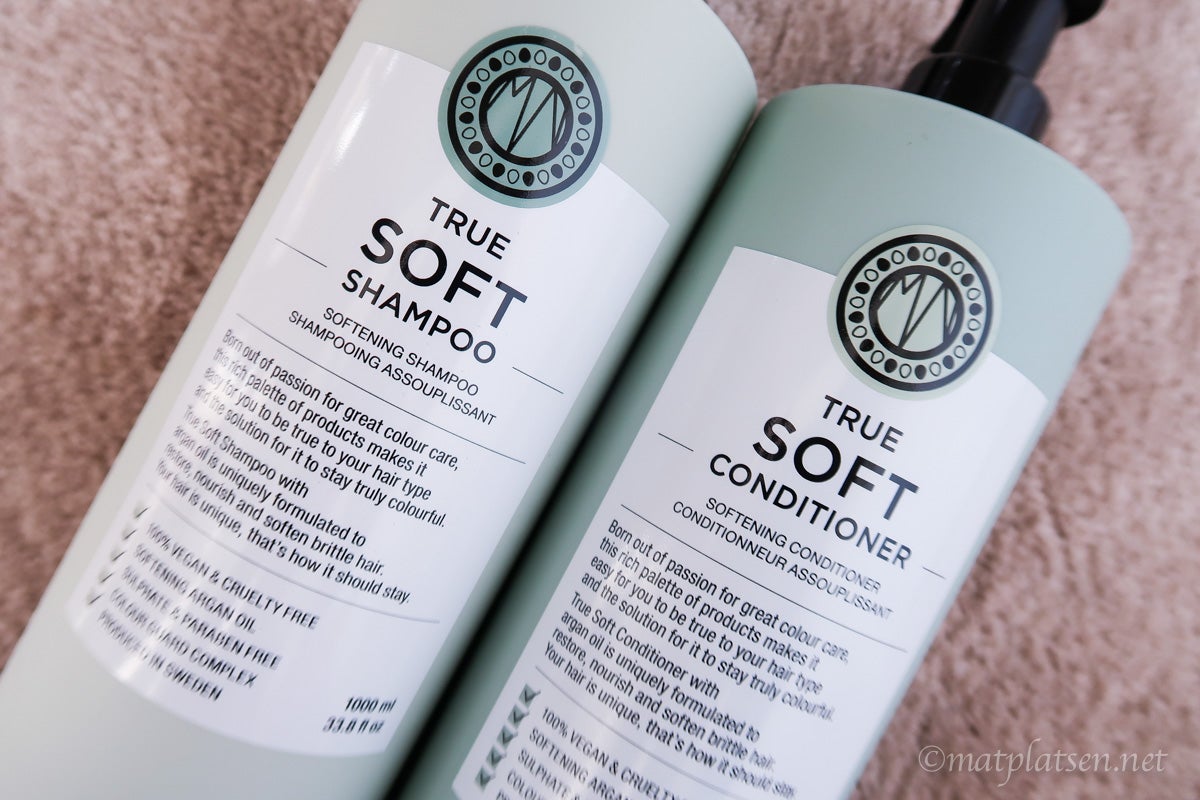 MN
TRUE
SOFT
SHAMPOO
SOFTENING SHAMPOO
SHAMPOOING ASSOUPLISSANT
Born out of passion for great colour care,
this rich palette of products makes it
easy for you to be true to your hair type
and the solution for it to stay truly colourful.
True Soft Shampoo with
argan oil is uniquely formulated to
restore, nourish and soften brittle hair.
Your hair is unique, that's how it should stay.
100% VEGAN & CRUELTY FREE
SOFTENING ARGAN OIL
SULPHATE & PARABEN FREE
COLOUR GUARD COMPLEX
PRODUCED IN SWEDEN
1000 ml
33.8 fl oz
MN
TRUE
SOFT
CONDITIONER
SOFTENING CONDITIONER
CONDITIONNEUR ASSOUPLISSANT
Born out of passion for great colour care,
this rich palette of products makes it
easy for you to be true to your hair type
and the solution for it to stay truly colourful.
True Soft Conditioner with
argan oil is uniquely formulated to
restore, nourish and soften brittle hair.
Your hair is unique, that's how it should stay.
100% VEGAN & CRUELTY
SOFTENING ARGAN
SULPHATE &
©matplatsen.net